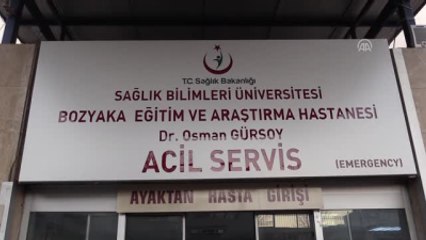 AA
TC Sağlık Bakanlığı
SAĞLIK BİLİMLERİ ÜNİVERSİTESİ
BOZYAKA EĞİTİM VE ARAŞTIRMA HASTANESİ
Dr. Osman GÜRSOY
ACİL SERVİS
(EMERGENCY)
AYAKTAN HASTA GİRİŞİ